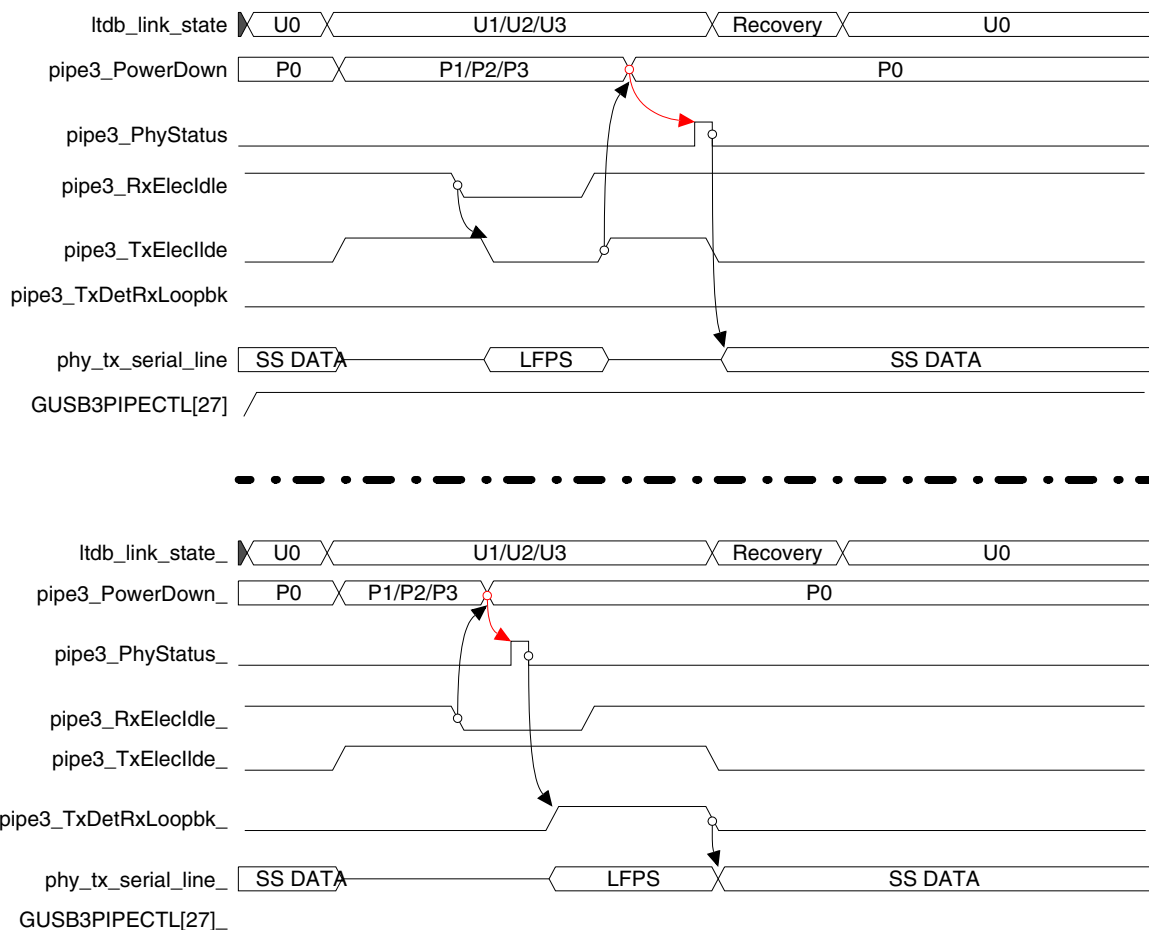 ltdb_link_state U0 U1/U2/U3 Recovery U0
pipe3_PowerDown P0 P1/P2/P3 P0
pipe3_PhyStatus
pipe3_RxElecIdle
pipe3_TxElecIlde
pipe3_TxDetRxLoopbk
phy_tx_serial_line SS DATA LFPS SS DATA
GUSB3PIPECTL[27]
ltdb_link_state_ U0 U1/U2/U3 Recovery U0
pipe3_PowerDown_ P0 P1/P2/P3 P0
pipe3_PhyStatus_
pipe3_RxElecIdle_
pipe3_TxElecIlde_
pipe3_TxDetRxLoopbk_
phy_tx_serial_line_ SS DATA LFPS SS DATA
GUSB3PIPECTL[27]_